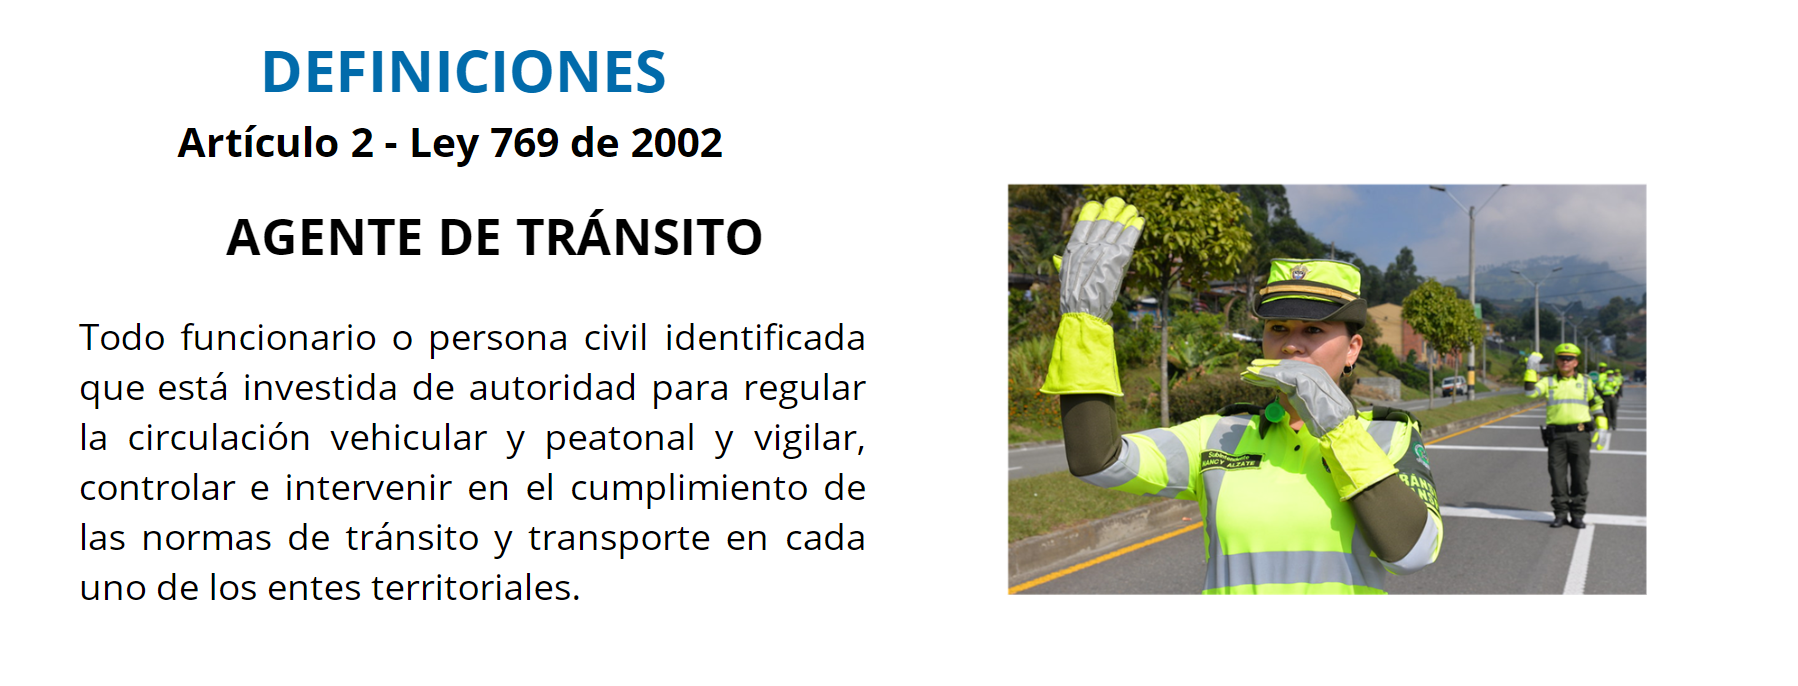 DEFINICIONES
Artículo 2 - Ley 769 de 2002
AGENTE DE TRÁNSITO
Todo funcionario o persona civil identificada
que está investida de autoridad para regular
la circulación vehicular y peatonal y vigilar,
controlar e intervenir en el cumplimiento de
las normas de tránsito y transporte en cada
uno de los entes territoriales.
NANCY ALZATE